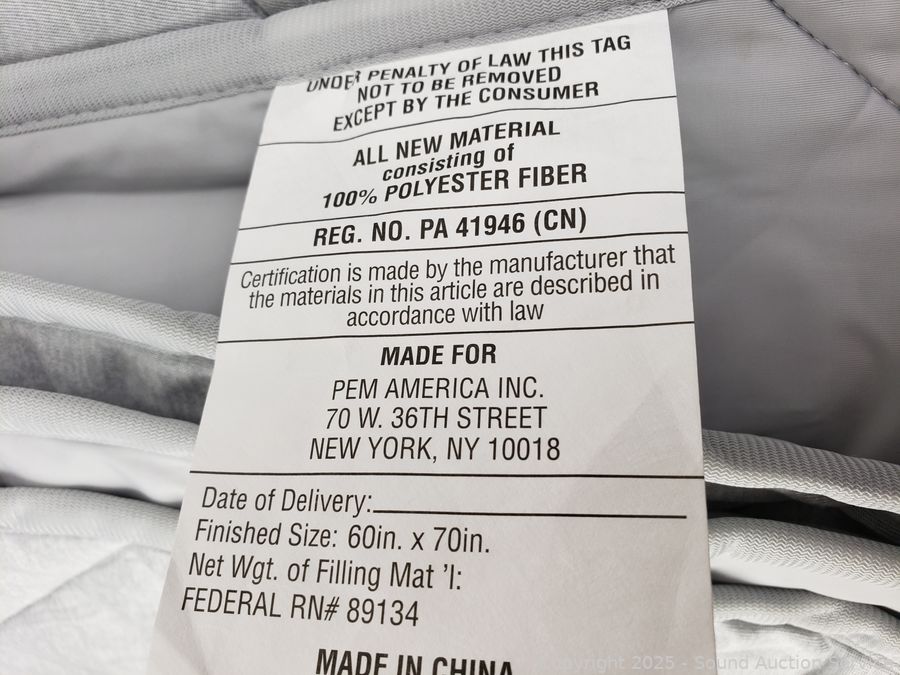 UNDER PENALTY OF LAW THIS TAG
NOT TO BE REMOVED
EXCEPT BY THE CONSUMER
ALL NEW MATERIAL
consisting of
100% POLYESTER FIBER
REG. NO. PA 41946 (CN)
Certification is made by the manufacturer that
the materials in this article are described in
accordance with law
MADE FOR
PEM AMERICA INC.
70 W. 36TH STREET
NEW YORK, NY 10018
Date of Delivery:
Finished Size: 60in. x 70in.
Net Wgt. of Filling Mat 'l:
FEDERAL RN# 89134
MADE IN CHINA
Copyright 2025 - Sound Auction